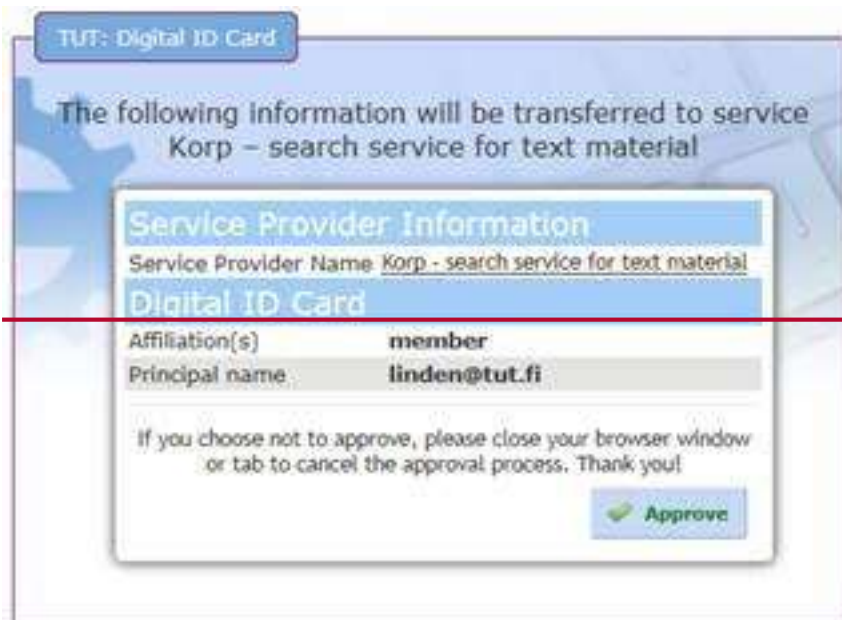 TUT: Digital ID Card
The following information will be transferred to service
Korp – search service for text material
Service Provider Information
Service Provider Name Korp - search service for text material
Digital ID Card
Affiliation(s) member
Principal name linden@tut.fi
If you choose not to approve, please close your browser window
or tab to cancel the approval process. Thank you!
Approve